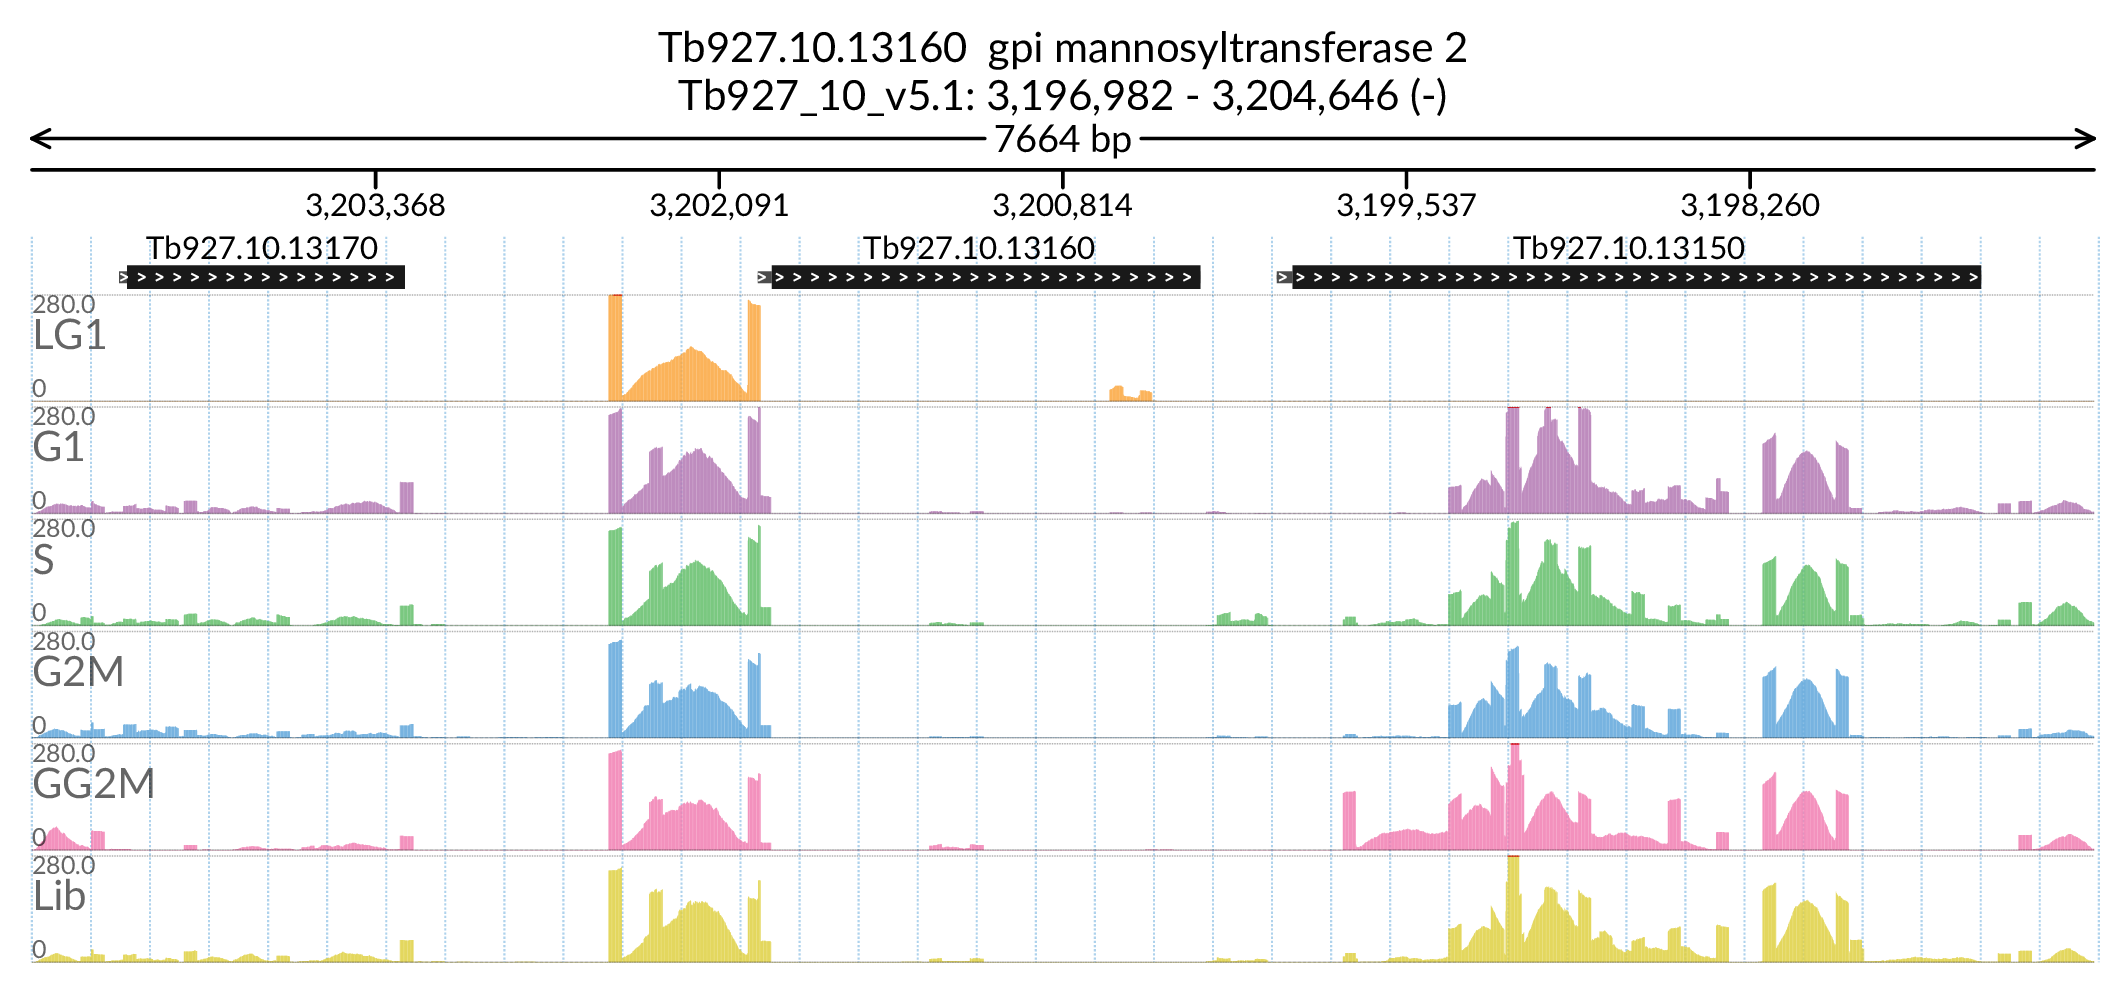 Tb927.10.13160 gpi mannosyltransferase 2
Tb927_10_v5.1: 3,196,982 - 3,204,646 (-)
7664 bp
3,203,368 3,202,091 3,200,814 3,199,537 3,198,260
Tb927.10.13170 Tb927.10.13160 Tb927.10.13150
280.0
LG1
0
280.0
G1
0
280.0
S
0
280.0
G2M
0
280.0
GG2M
0
280.0
Lib
0